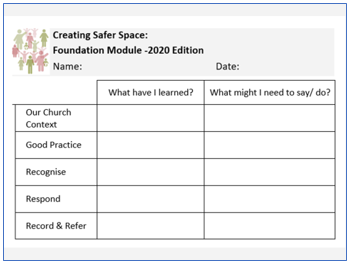 Creating Safer Space:
Foundation Module -2020 Edition
Name: Date:
What have I learned? What might I need to say/ do?
Our Church
Context
Good Practice
Recognise
Respond
Record & Refer